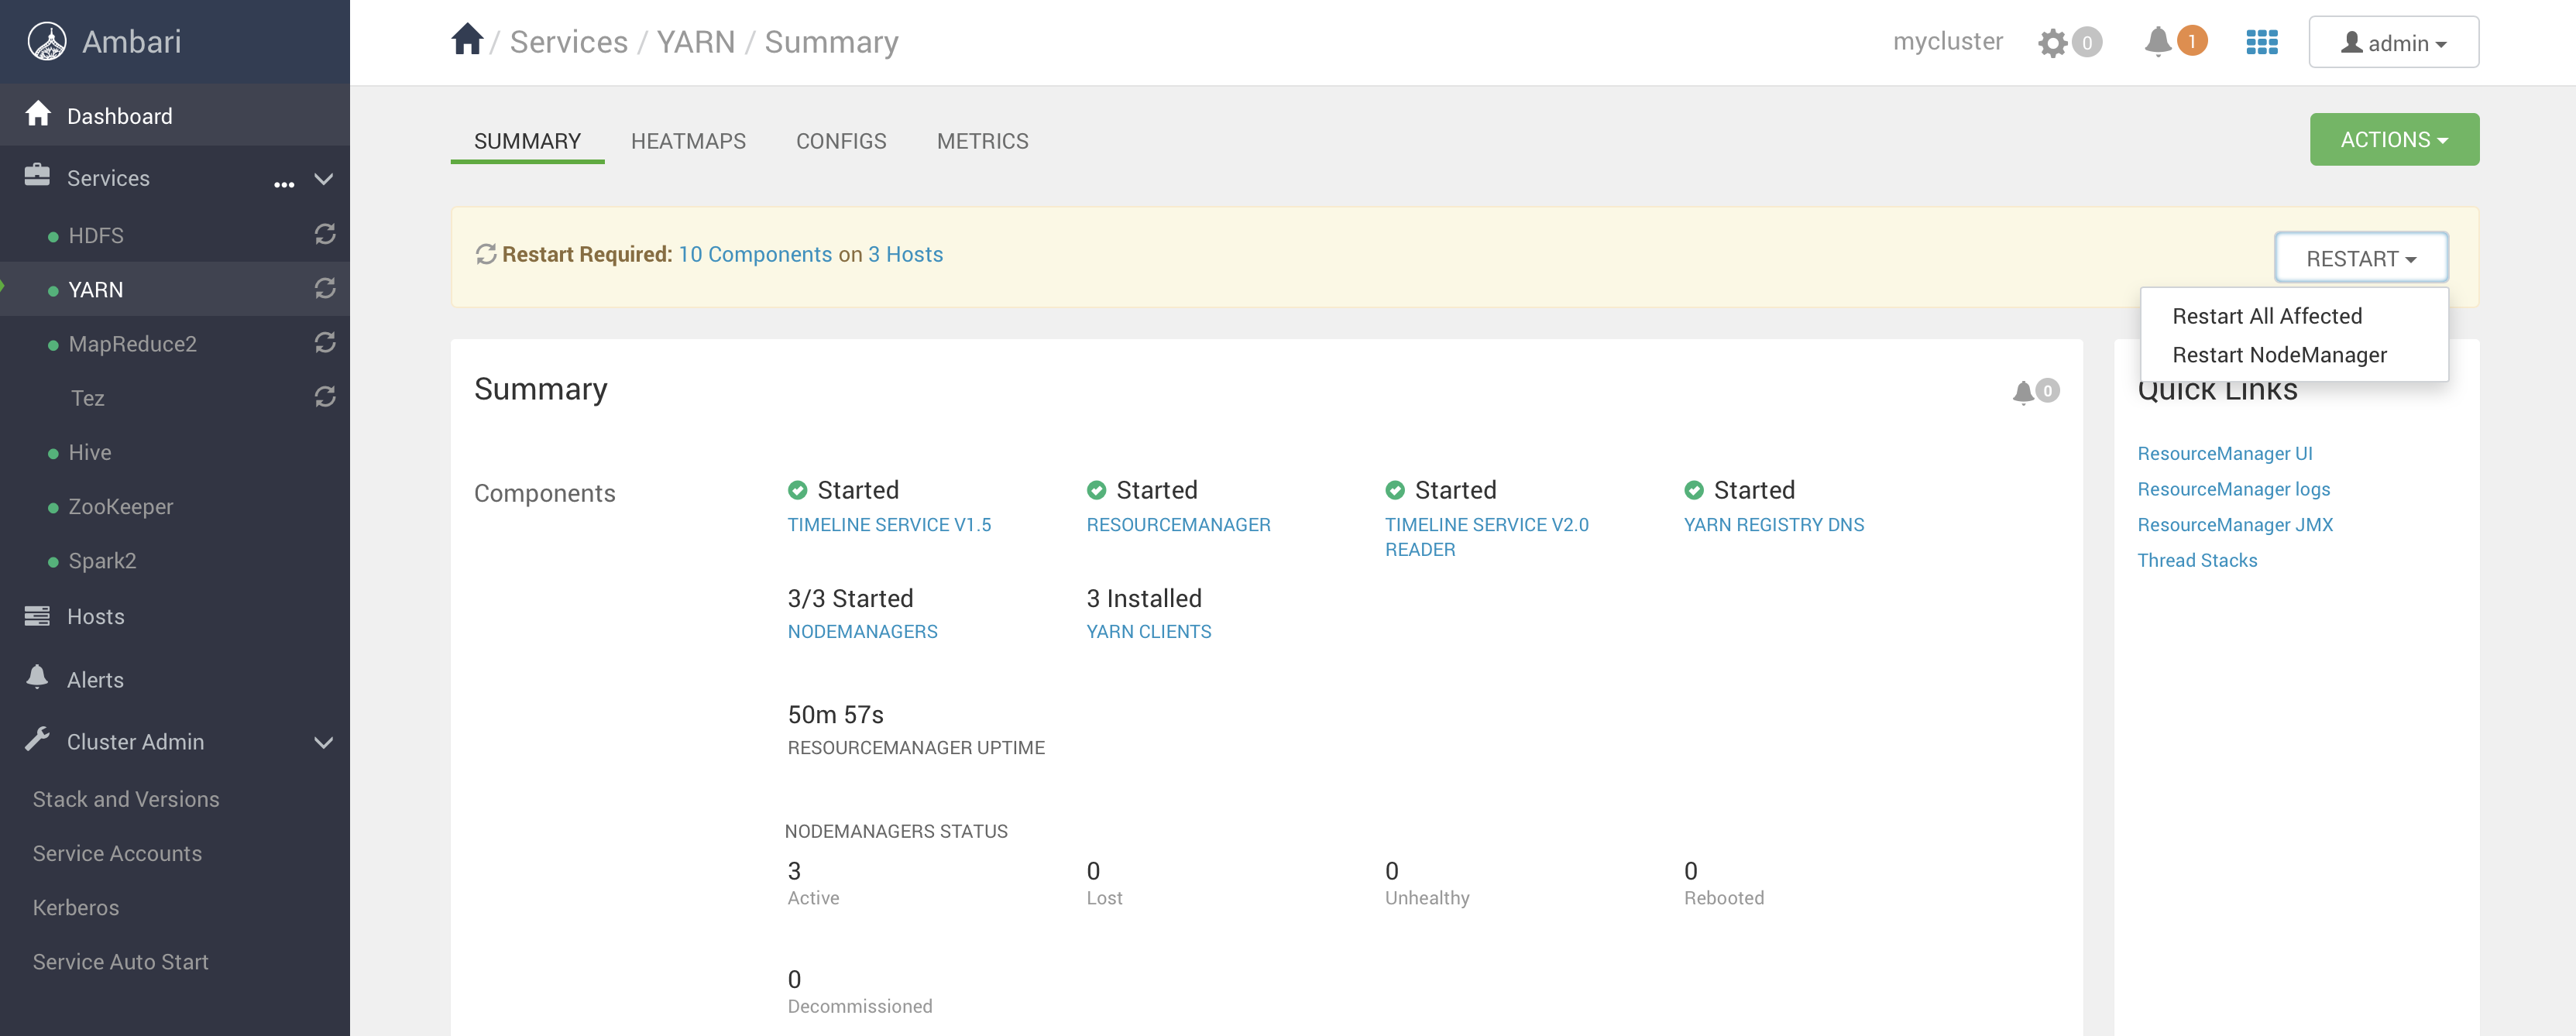 Ambari
Dashboard
Services
HDFS
YARN
MapReduce2
Tez
Hive
ZooKeeper
Spark2
Hosts
Alerts
Cluster Admin
Stack and Versions
Service Accounts
Kerberos
Service Auto Start
/ Services / YARN / Summary
mycluster 0 1 admin
SUMMARY HEATMAPS CONFIGS METRICS
ACTIONS
Restart Required: 10 Components on 3 Hosts
RESTART
Restart All Affected
Restart NodeManager
Summary
0
Components
Started
TIMELINE SERVICE V1.5
Started
RESOURCEMANAGER
Started
TIMELINE SERVICE V2.0
READER
Started
YARN REGISTRY DNS
3/3 Started
NODEMANAGERS
3 Installed
YARN CLIENTS
50m 57s
RESOURCEMANAGER UPTIME
NODEMANAGERS STATUS
3
Active
0
Lost
0
Unhealthy
0
Rebooted
0
Decommissioned
Quick Links
ResourceManager UI
ResourceManager logs
ResourceManager JMX
Thread Stacks